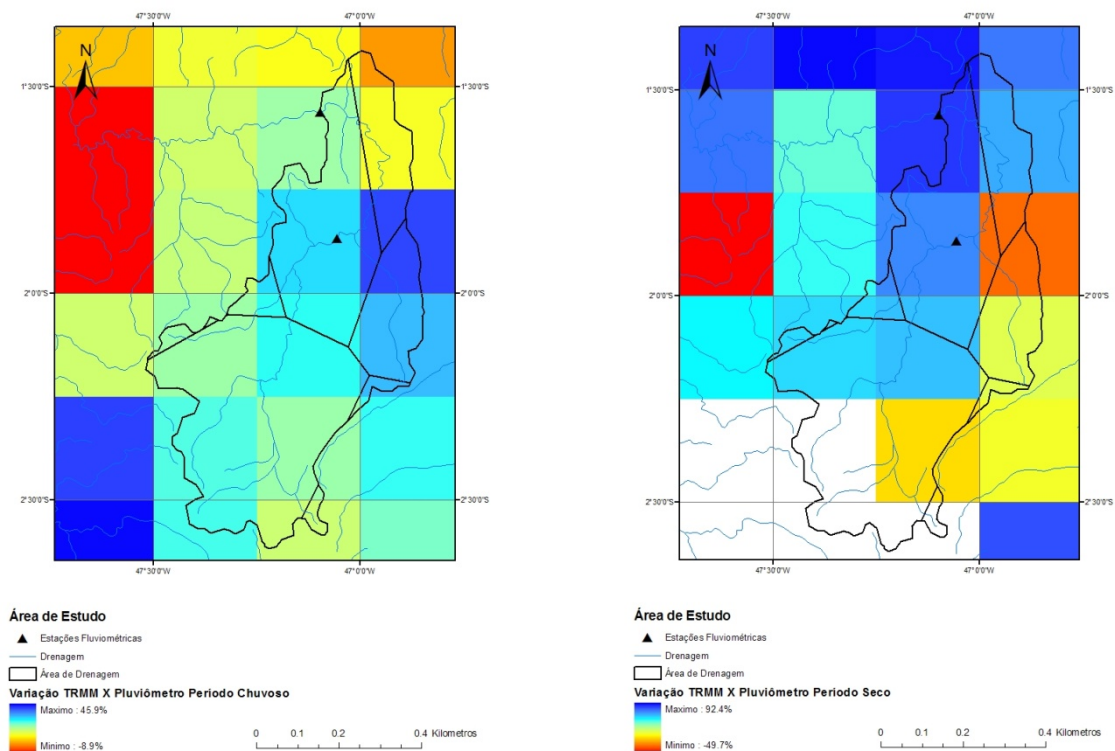 47°30'0"W 47°0'0"W
N
1°30'0"S 1°30'0"S
2°0'0"S 2°0'0"S
2°30'0"S 2°30'0"S
47°30'0"W 47°0'0"W
Área de Estudo
Estações Fluviométricas
Drenagem
Área de Drenagem
Variação TRMM X Pluviômetro Periodo Chuvoso
Maximo : 45.9%
Minimo : -8.9%
0 0.1 0.2 0.4 Kilometros
47°30'0"W 47°0'0"W
N
1°30'0"S 1°30'0"S
2°0'0"S 2°0'0"S
2°30'0"S 2°30'0"S
47°30'0"W 47°0'0"W
Área de Estudo
Estações Fluviométricas
Drenagem
Área de Drenagem
Variação TRMM X Pluviômetro Periodo Seco
Maximo : 92.4%
Minimo : -49.7%
0 0.1 0.2 0.4 Kilometros